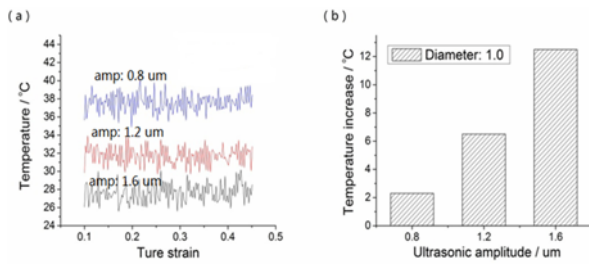 ( a )
44
42
40
38
36
34
32
30
28
26
24
amp: 0.8 um
amp: 1.2 um
amp: 1.6 um
0.1
0.2
0.3
0.4
0.5
Temperature / °C
Ture strain
( b )
12
10
8
6
4
2
0
Diameter: 1.0
0.8
1.2
1.6
Temperature increase / °C
Ultrasonic amplitude / um